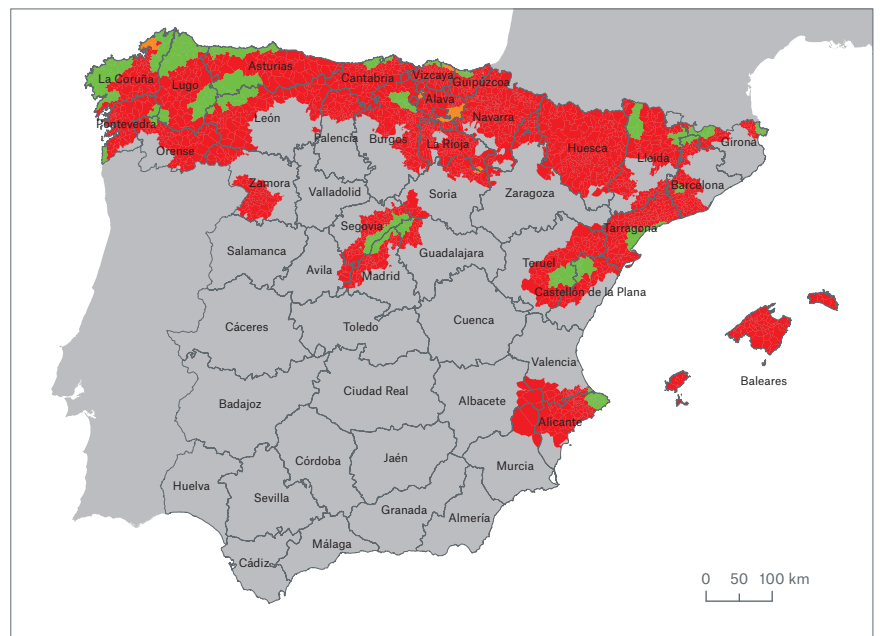 La Coruña
Lugo
Asturias
Cantabria
Vizcaya
Guipúzcoa
Alava
Navarra
Pontevedra
Orense
León
Palencia
Burgos
La Rioja
Huesca
Lleida
Girona
Barcelona
Zamora
Valladolid
Soria
Zaragoza
Tarragona
Segovia
Salamanca
Avila
Madrid
Guadalajara
Teruel
Castellón de la Plana
Cáceres
Toledo
Cuenca
Valencia
Baleares
Badajoz
Ciudad Real
Albacete
Alicante
Córdoba
Jaén
Murcia
Huelva
Sevilla
Granada
Almería
Málaga
Cádiz
0 50 100 km